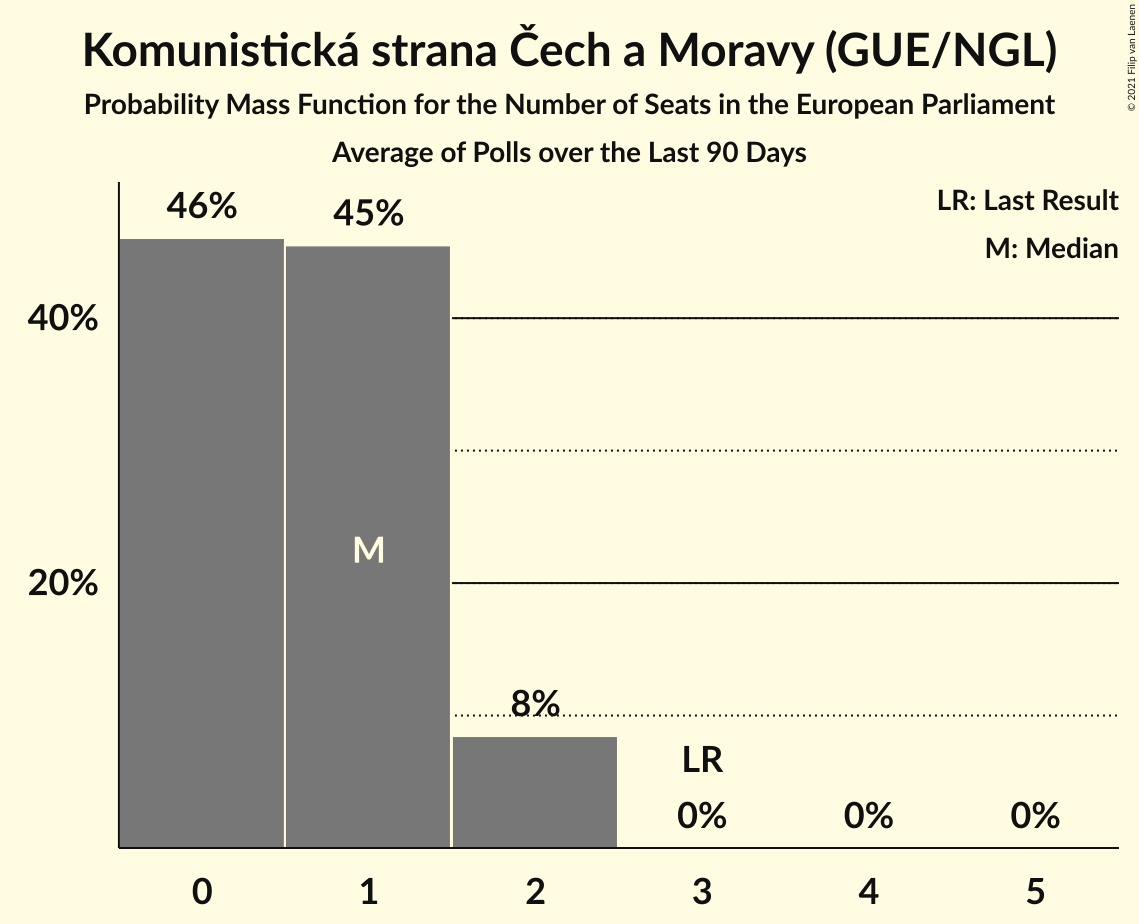 Komunistická strana Čech a Moravy (GUE/NGL)
Probability Mass Function for the Number of Seats in the European Parliament
Average of Polls over the Last 90 Days
© 2021 Filip van Laenen
LR: Last Result
M: Median
46%
45%
40%
M
20%
8%
LR
0%
0%
0%
0
1
2
3
4
5